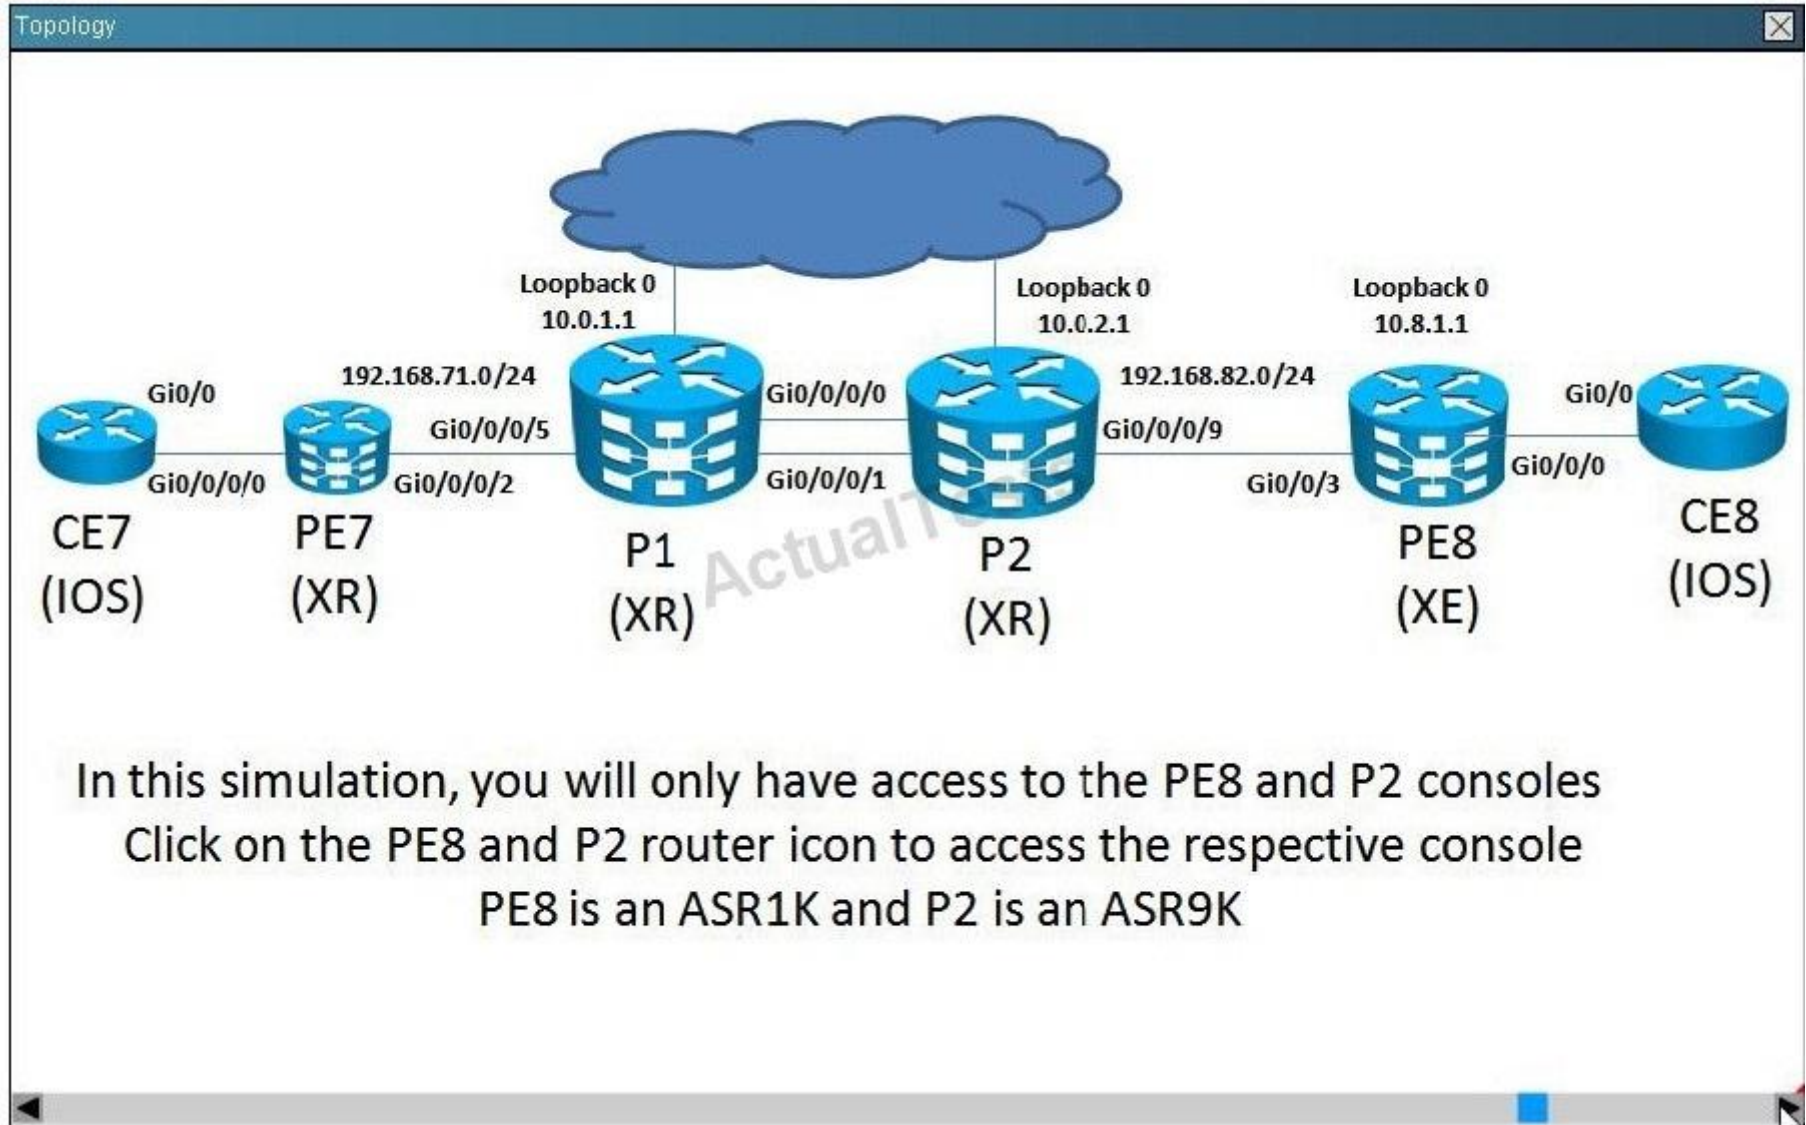 Topology
Loopback 0
10.0.1.1
Loopback 0
10.0.2.1
Loopback 0
10.8.1.1
192.168.71.0/24
192.168.82.0/24
Gi0/0
Gi0/0/0/0
Gi0/0/0/5
Gi0/0/0/2
Gi0/0/0/0
Gi0/0/0/1
Gi0/0/0/9
Gi0/0/3
Gi0/0
Gi0/0/0
CE7
(IOS)
PE7
(XR)
P1
(XR)
P2
(XR)
PE8
(XE)
CE8
(IOS)
In this simulation, you will only have access to the PE8 and P2 consoles
Click on the PE8 and P2 router icon to access the respective console
PE8 is an ASR1K and P2 is an ASR9K